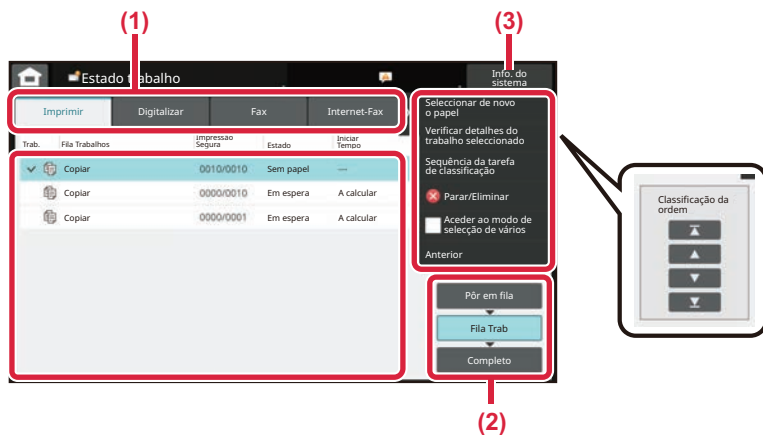 (1)
(3)
Estado trabalho
Info. do
sistema
Imprimir
Digitalizar
Fax
Internet-Fax
Trab.
Fila Trabalhos
Impressão
Segura
Estado
Iniciar
Tempo
Copiar
0010/0010
Sem papel
—
Copiar
0000/0010
Em espera
A calcular
Copiar
0000/0001
Em espera
A calcular
Seleccionar de novo
o papel
Verificar detalhes do
trabalho seleccionado
Sequência da tarefa
de classificação
Parar/Eliminar
Aceder ao modo de
selecção de vários
Anterior
Pôr em fila
Fila Trab
Completo
Classificação da
ordem
(2)